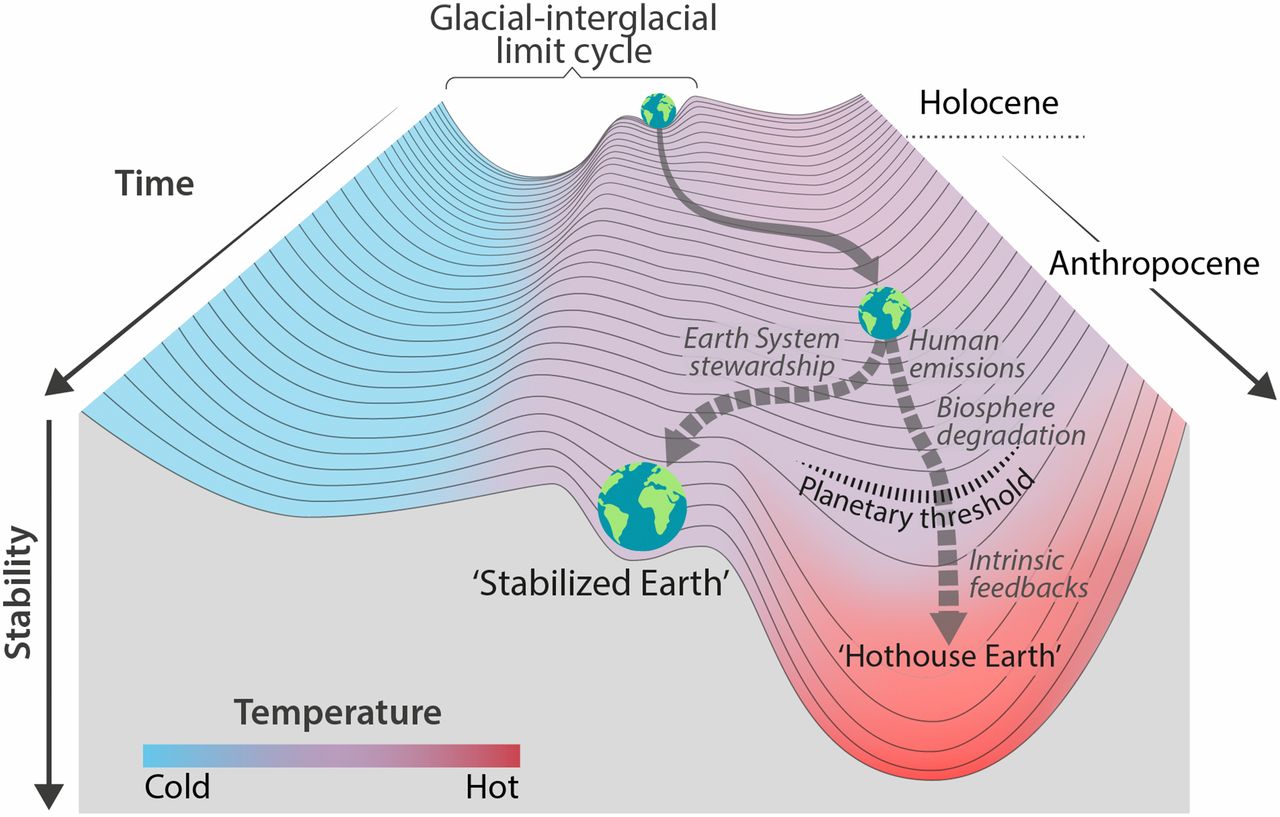 Glacial-interglacial
limit cycle
Holocene
Time
Anthropocene
Earth System
stewardship
Human
emissions
Biosphere
degradation
Planetary threshold
Stability
Intrinsic
feedbacks
‘Stabilized Earth’
‘Hothouse Earth’
Temperature
Cold
Hot